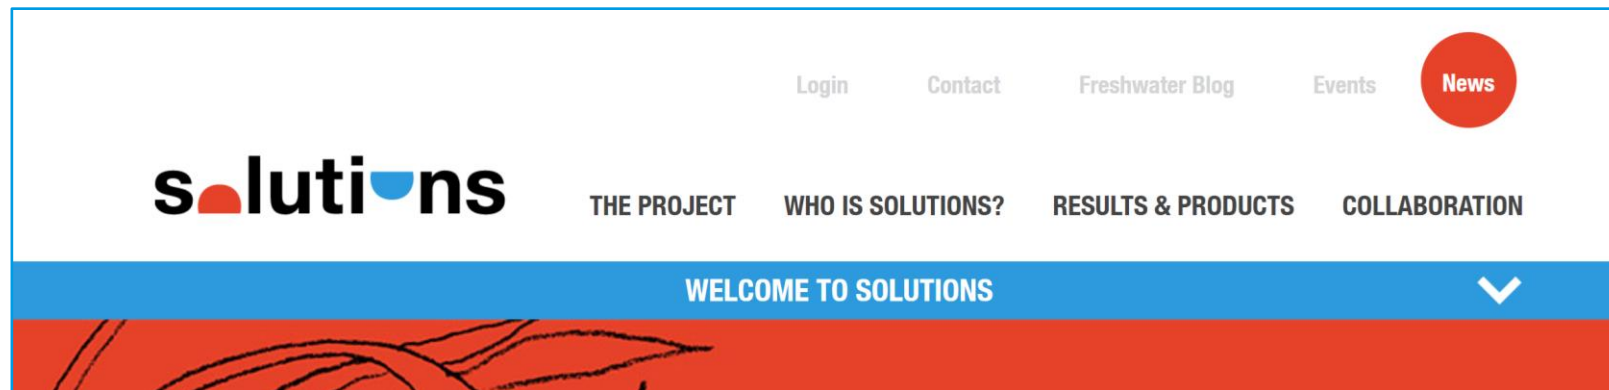 Login Contact Freshwater Blog Events News
solutions
THE PROJECT WHO IS SOLUTIONS? RESULTS & PRODUCTS COLLABORATION
WELCOME TO SOLUTIONS